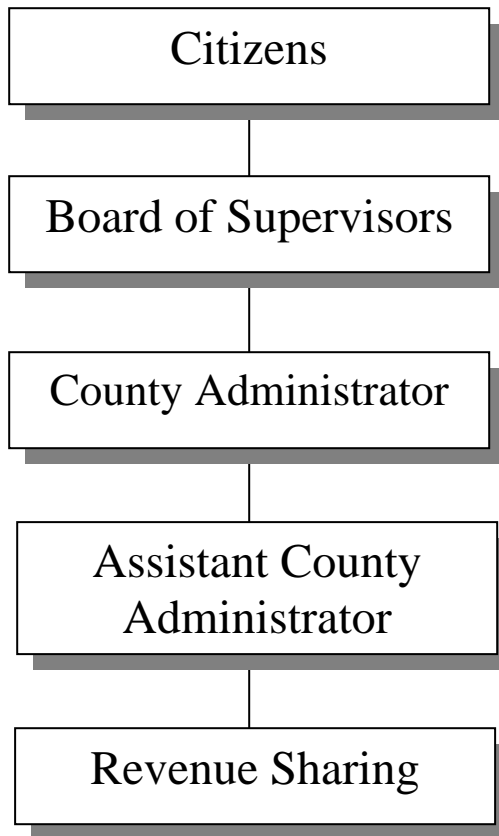 Citizens
Board of Supervisors
County Administrator
Assistant County
Administrator
Revenue Sharing